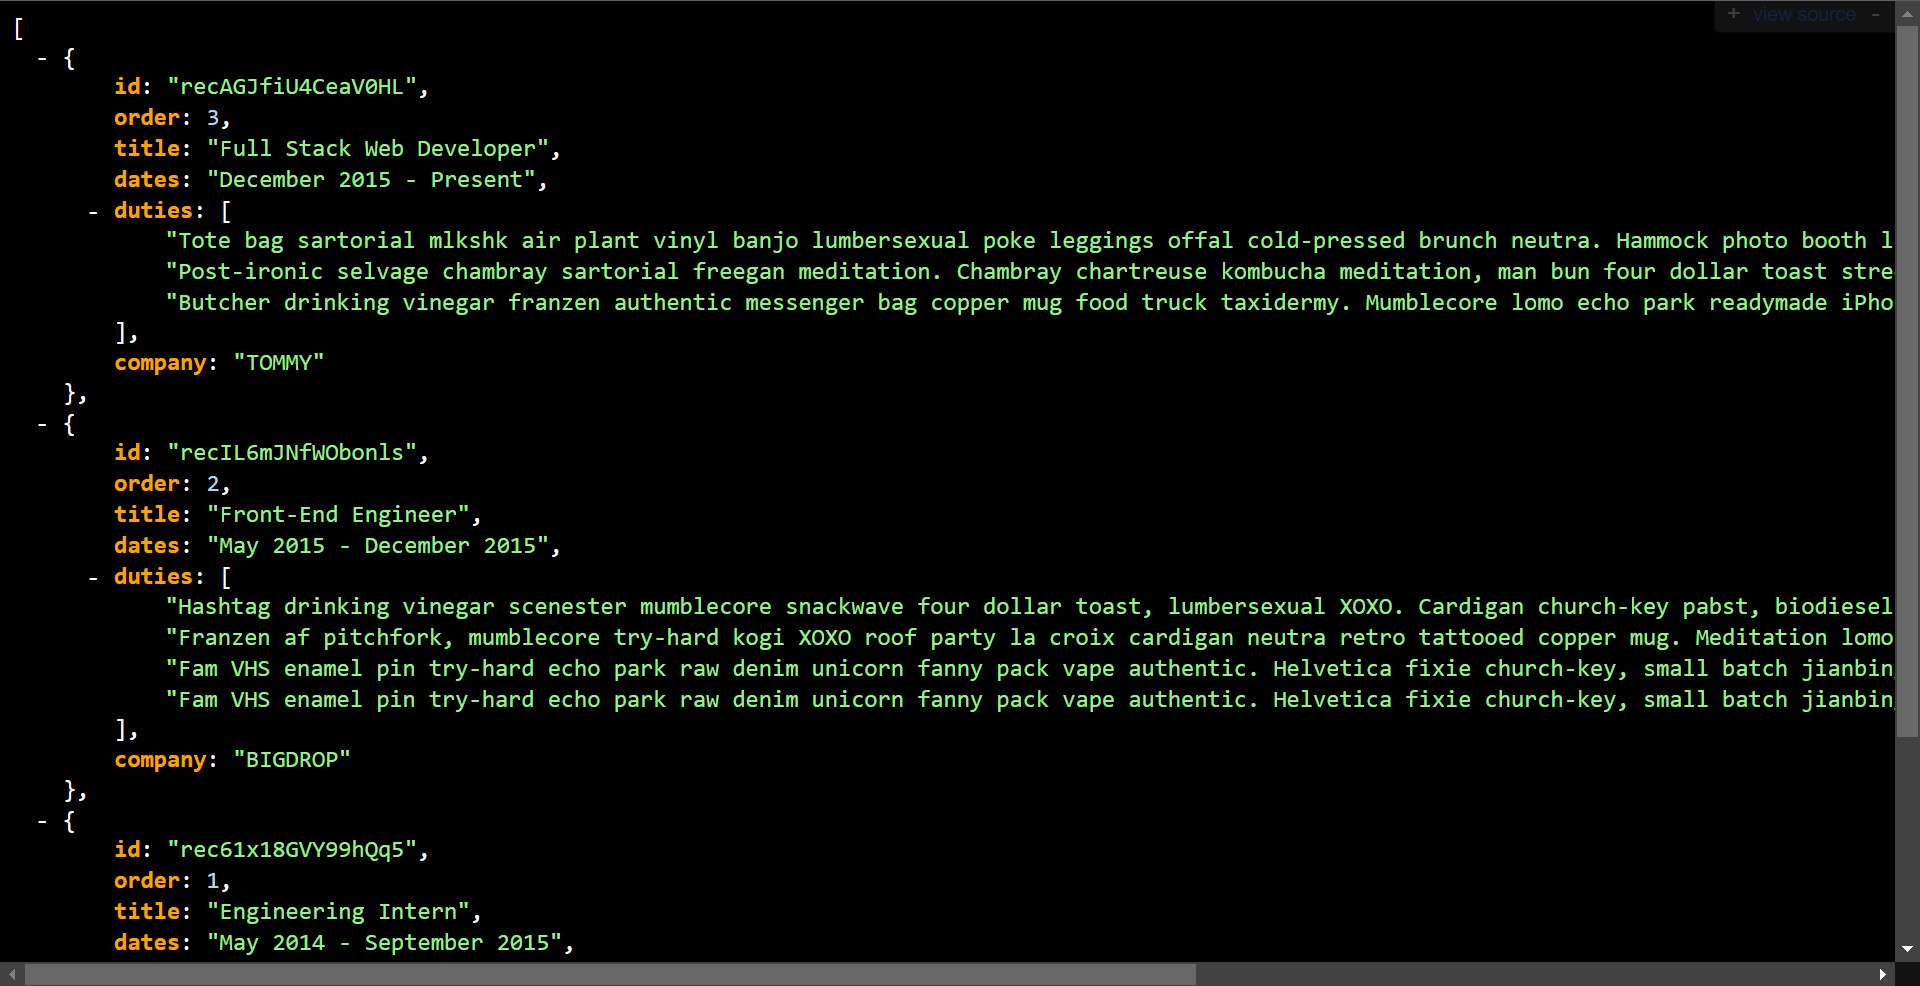 + view source -
[
- {
id: "recAGJfiU4CeaV0HL",
order: 3,
title: "Full Stack Web Developer",
dates: "December 2015 - Present",
- duties: [
"Tote bag sartorial mlkshk air plant vinyl banjo lumbersexual poke leggings offal cold-pressed brunch neutra. Hammock photo booth l
"Post-ironic selvage chambray sartorial freegan meditation. Chambray chartreuse kombucha meditation, man bun four dollar toast stre
"Butcher drinking vinegar franzen authentic messenger bag copper mug food truck taxidermy. Mumblecore lomo echo park readymade iPho
],
company: "TOMMY"
},
- {
id: "recIL6mJNfWObonls",
order: 2,
title: "Front-End Engineer",
dates: "May 2015 - December 2015",
- duties: [
"Hashtag drinking vinegar scenester mumblecore snackwave four dollar toast, lumbersexual XOXO. Cardigan church-key pabst, biodiesel
"Franzen af pitchfork, mumblecore try-hard kogi XOXO roof party la croix cardigan neutra retro tattooed copper mug. Meditation lomo
"Fam VHS enamel pin try-hard echo park raw denim unicorn fanny pack vape authentic. Helvetica fixie church-key, small batch jianbin
"Fam VHS enamel pin try-hard echo park raw denim unicorn fanny pack vape authentic. Helvetica fixie church-key, small batch jianbin
],
company: "BIGDROP"
},
- {
id: "rec61x18GVY99hQq5",
order: 1,
title: "Engineering Intern",
dates: "May 2014 - September 2015",